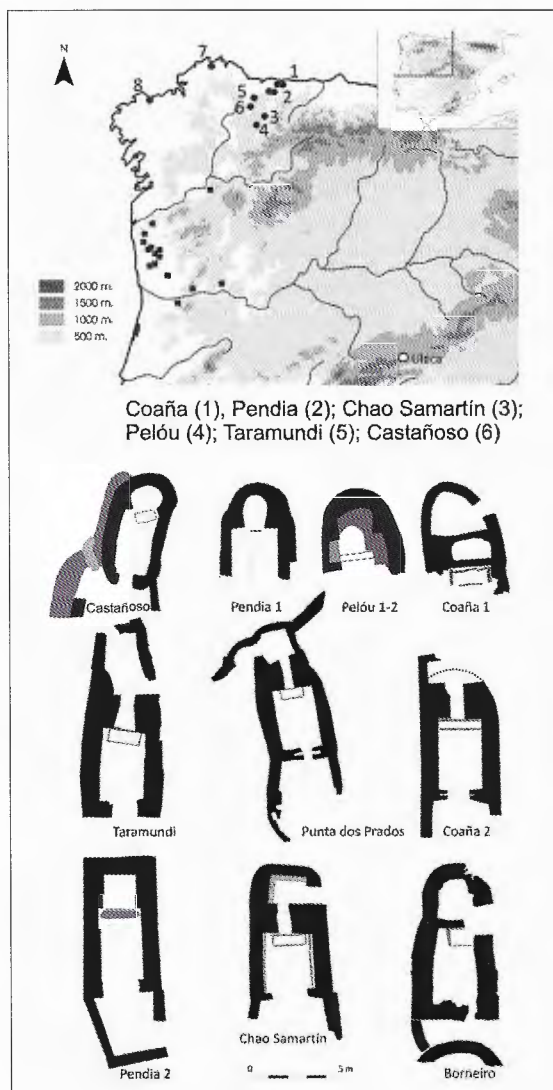 N
7
1
8
5
2
6
3
4
2000 m.
1500 m.
1000 m.
500 m.
Ulaca
Coaña (1), Pendia (2); Chao Samartín (3);
Pelóu (4); Taramundi (5); Castañoso (6)
Castañoso
Pendia 1
Pelóu 1-2
Coaña 1
Taramundi
Punta dos Prados
Coaña 2
Chao Samartín
Pendia 2
0 5 m
Borneiro